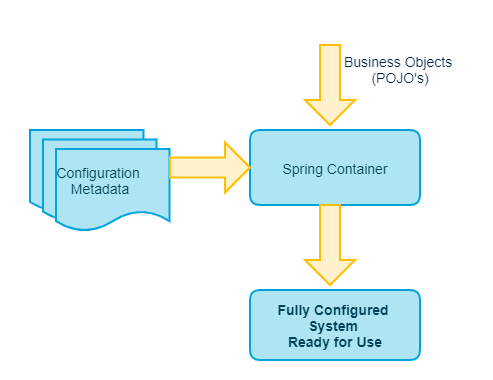 Business Objects
(POJO's)
Configuration
Metadata
Spring Container
Fully Configured
System
Ready for Use